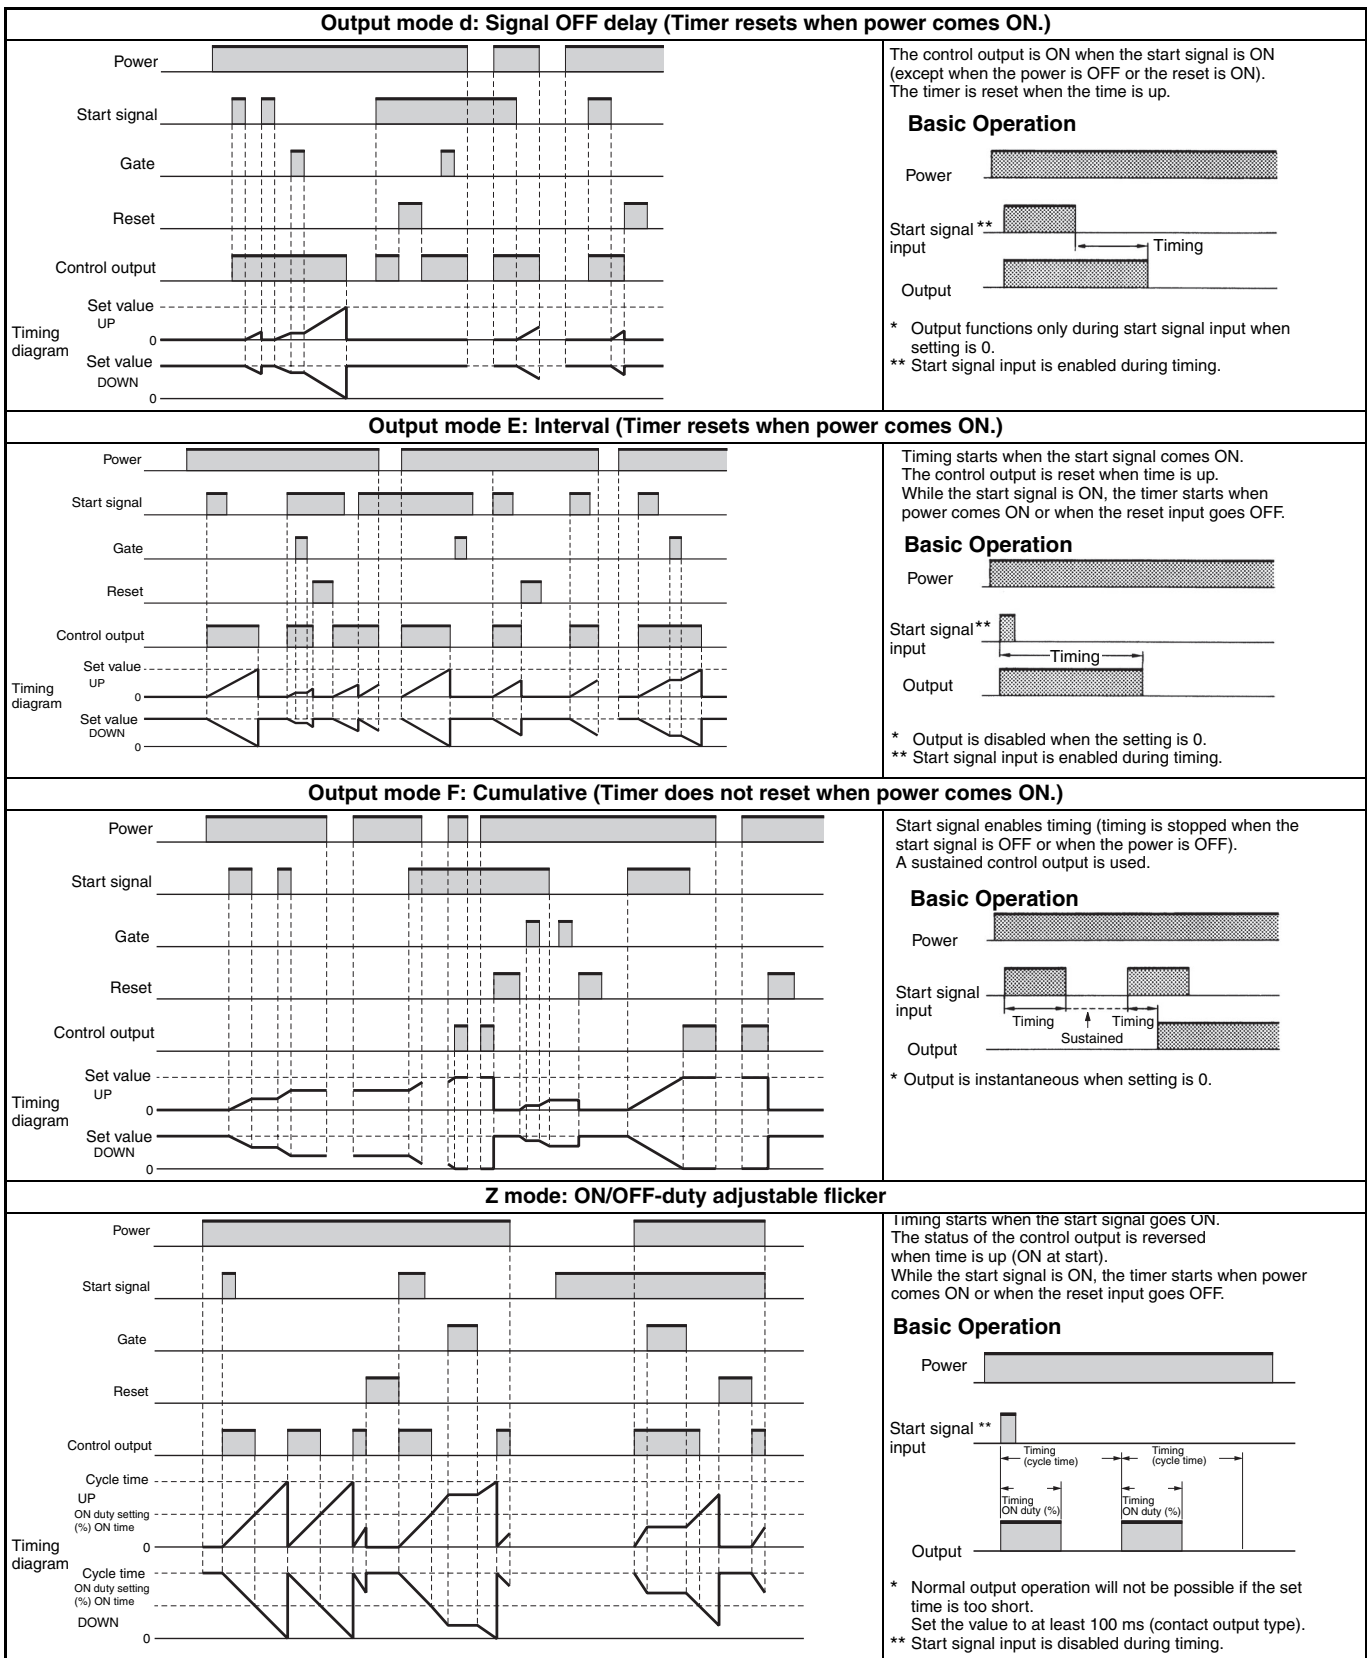 Output mode d: Signal OFF delay (Timer resets when power comes ON.)
Power
Start signal
Gate
Reset
Control output
Set value
UP
Timing
diagram
0
Set value
DOWN
0
The control output is ON when the start signal is ON
(except when the power is OFF or the reset is ON).
The timer is reset when the time is up.
Basic Operation
Power
Start signal **
input
Timing
Output
* Output functions only during start signal input when
setting is 0.
** Start signal input is enabled during timing.
Output mode E: Interval (Timer resets when power comes ON.)
Power
Start signal
Gate
Reset
Control output
Set value
UP
Timing
diagram
0
Set value
DOWN
0
Timing starts when the start signal comes ON.
The control output is reset when time is up.
While the start signal is ON, the timer starts when
power comes ON or when the reset input goes OFF.
Basic Operation
Power
Start signal**
input
Timing
Output
* Output is disabled when the setting is 0.
** Start signal input is enabled during timing.
Output mode F: Cumulative (Timer does not reset when power comes ON.)
Power
Start signal
Gate
Reset
Control output
Set value
UP
Timing
diagram
0
Set value
DOWN
0
Start signal enables timing (timing is stopped when the
start signal is OFF or when the power is OFF).
A sustained control output is used.
Basic Operation
Power
Start signal
input
Timing Timing
Sustained
Output
* Output is instantaneous when setting is 0.
Z mode: ON/OFF-duty adjustable flicker
Power
Start signal
Gate
Reset
Control output
Cycle time
UP
ON duty setting
(%) ON time
Timing
diagram
0
Cycle time
ON duty setting
(%) ON time
DOWN
0
Timing starts when the start signal goes ON.
The status of the control output is reversed
when time is up (ON at start).
While the start signal is ON, the timer starts when power
comes ON or when the reset input goes OFF.
Basic Operation
Power
Start signal **
input
Timing Timing
(cycle time) (cycle time)
Timing Timing
ON duty (%) ON duty (%)
Output
* Normal output operation will not be possible if the set
time is too short.
Set the value to at least 100 ms (contact output type).
** Start signal input is disabled during timing.